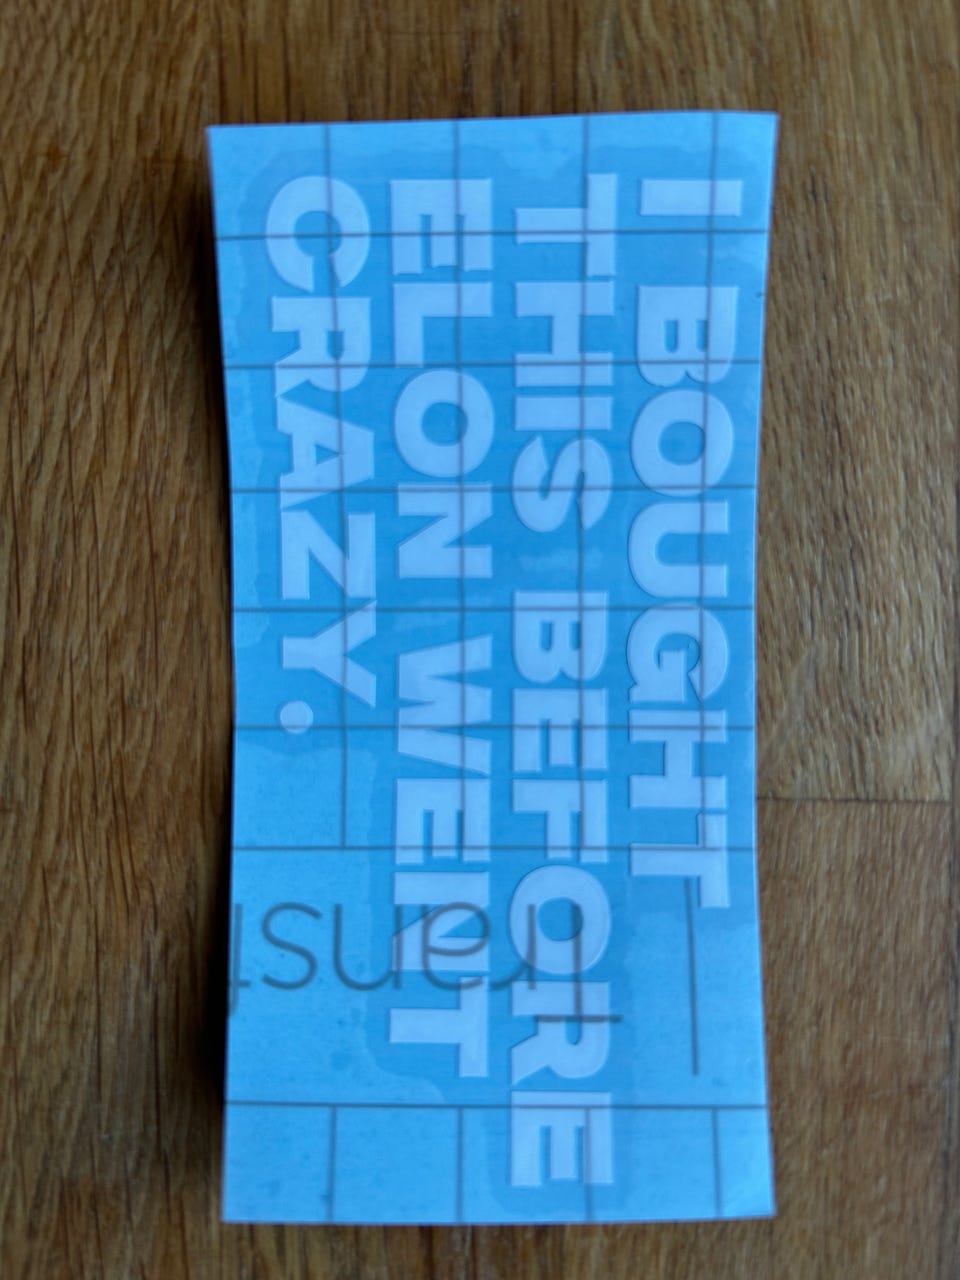 I BOUGHT
THIS BEFORE
ELON WENT
CRAZY.